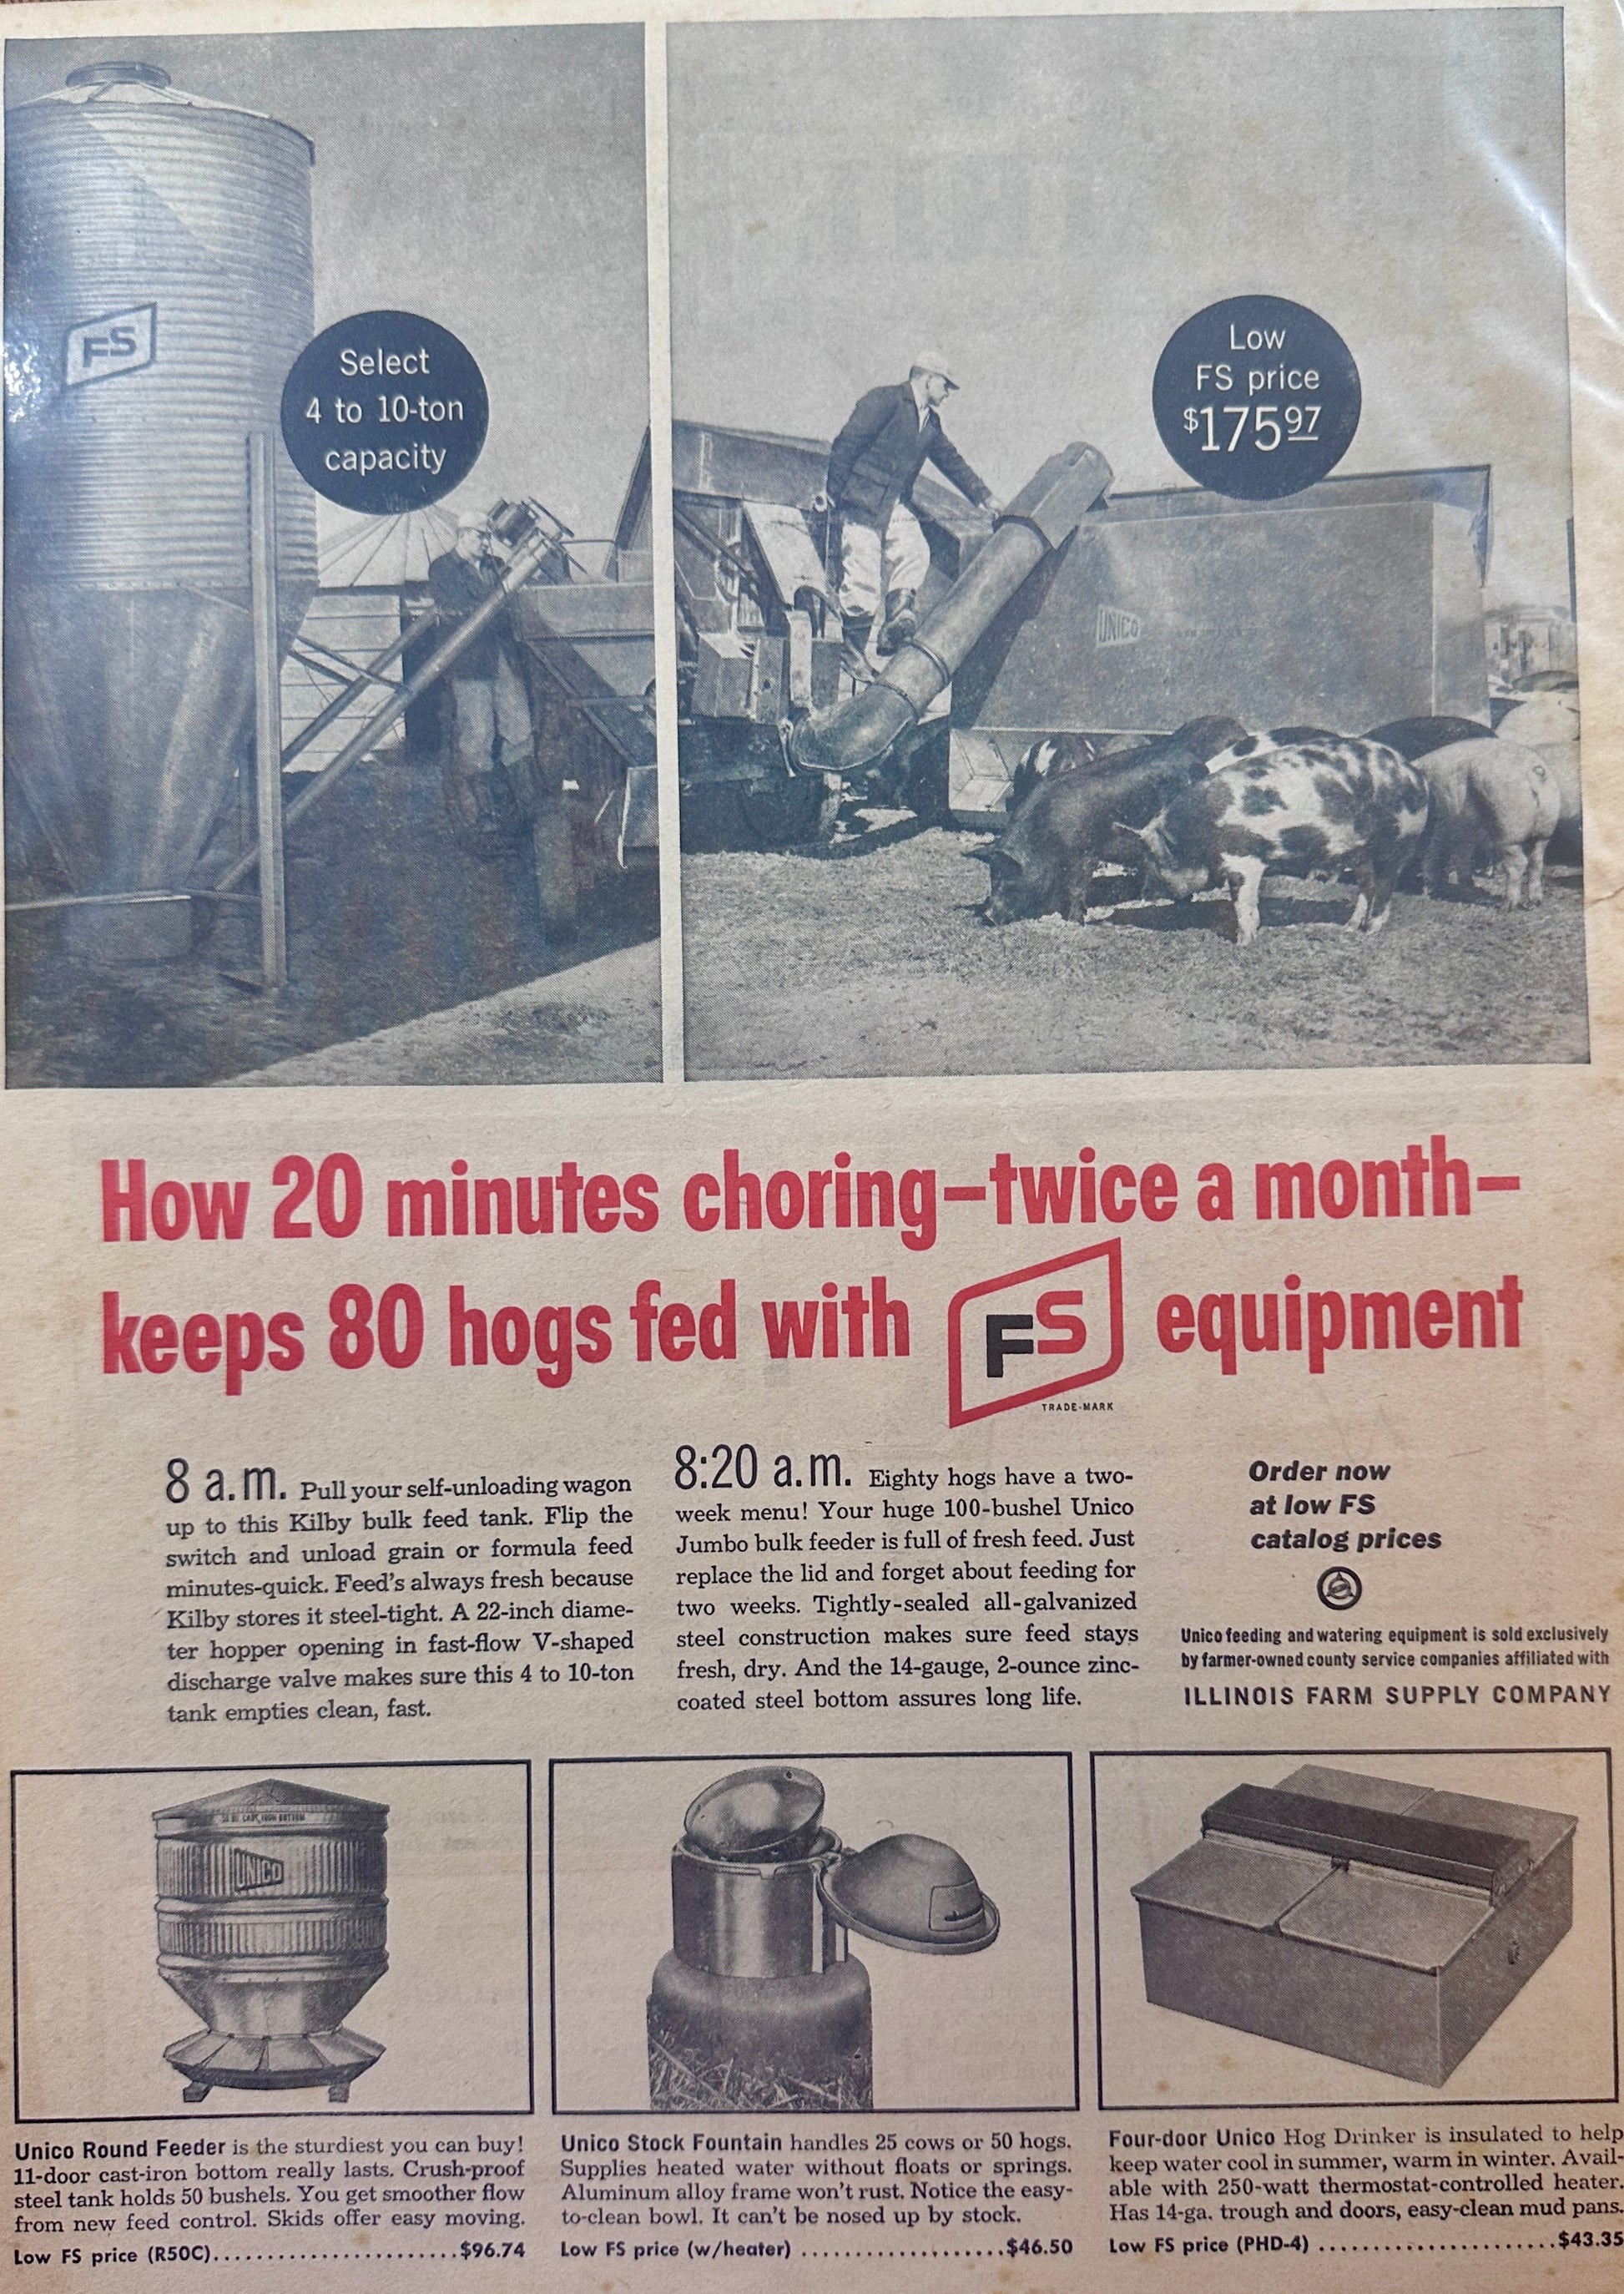 FS
Select
4 to 10-ton
capacity
Low
FS price
$175 97
UNICO
How 20 minutes choring–twice a month–
keeps 80 hogs fed with FS equipment
TRADE-MARK
8 a.m. Pull your self-unloading wagon
up to this Kilby bulk feed tank. Flip the
switch and unload grain or formula feed
minutes-quick. Feed's always fresh because
Kilby stores it steel-tight. A 22-inch diame-
ter hopper opening in fast-flow V-shaped
discharge valve makes sure this 4 to 10-ton
tank empties clean, fast.
8:20 a.m. Eighty hogs have a two-
week menu! Your huge 100-bushel Unico
Jumbo bulk feeder is full of fresh feed. Just
replace the lid and forget about feeding for
two weeks. Tightly-sealed all-galvanized
steel construction makes sure feed stays
fresh, dry. And the 14-gauge, 2-ounce zinc-
coated steel bottom assures long life.
Order now
at low FS
catalog prices
Unico feeding and watering equipment is sold exclusively
by farmer-owned county service companies affiliated with
ILLINOIS FARM SUPPLY COMPANY
CAST IRON BOTTOM
UNICO
Unico Round Feeder is the sturdiest you can buy!
11-door cast-iron bottom really lasts. Crush-proof
steel tank holds 50 bushels. You get smoother flow
from new feed control. Skids offer easy moving.
Low FS price (R50C)........................$96.74
Unico Stock Fountain handles 25 cows or 50 hogs.
Supplies heated water without floats or springs.
Aluminum alloy frame won't rust. Notice the easy-
to-clean bowl. It can't be nosed up by stock.
Low FS price (w/heater) ....................$46.50
Four-door Unico Hog Drinker is insulated to help
keep water cool in summer, warm in winter. Avail-
able with 250-watt thermostat-controlled heater.
Has 14-ga. trough and doors, easy-clean mud pans.
Low FS price (PHD-4) .......................$43.35